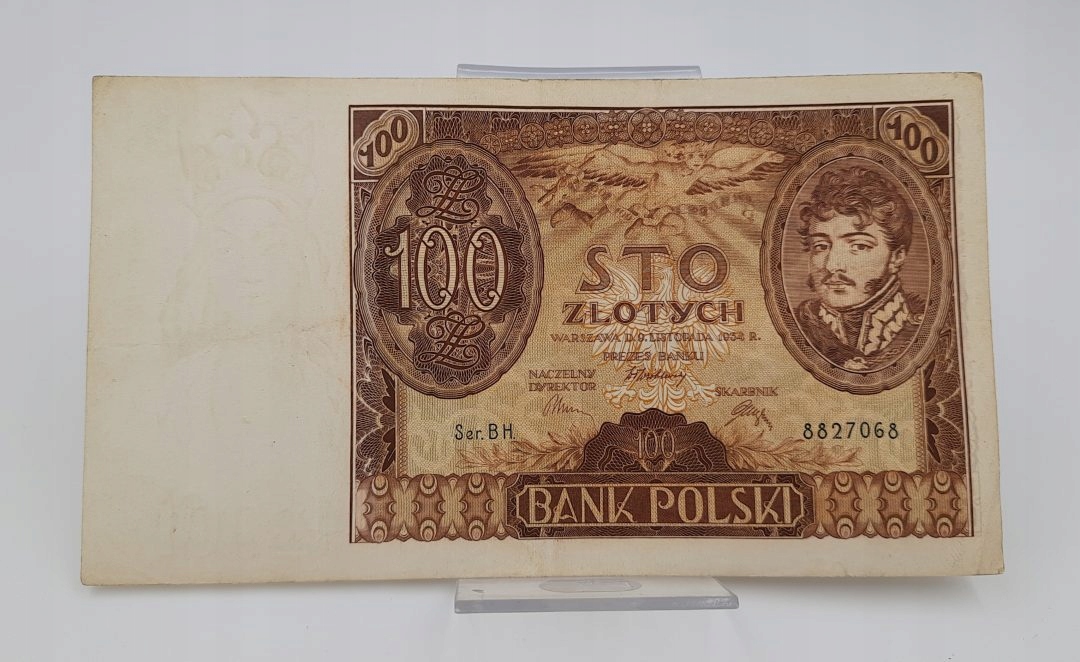 100
100
100
STO
ZŁOTYCH
WARSZAWA D. 9. LISTOPADA 1934 R.
PREZES BANKU
NACZELNY
DYREKTOR
SKARBNIK
Ser. B H.
8827068
100
BANK POLSKI